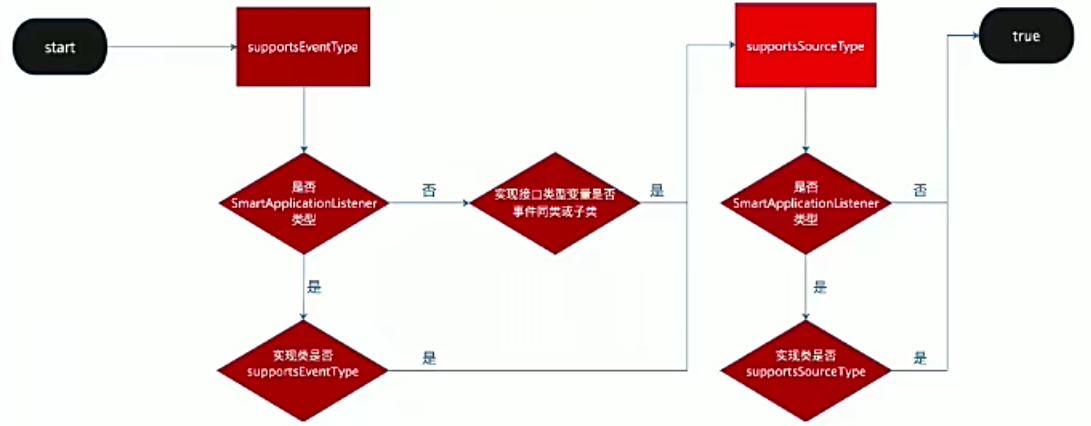 start
supportsEventType
supportsSourceType
true
是否
SmartApplicationListener
类型
否
实现接口类型变量是否
事件同类或子类
是
是否
SmartApplicationListener
类型
否
是
是
实现类是否
supportsEventType
是
实现类是否
supportsSourceType
是